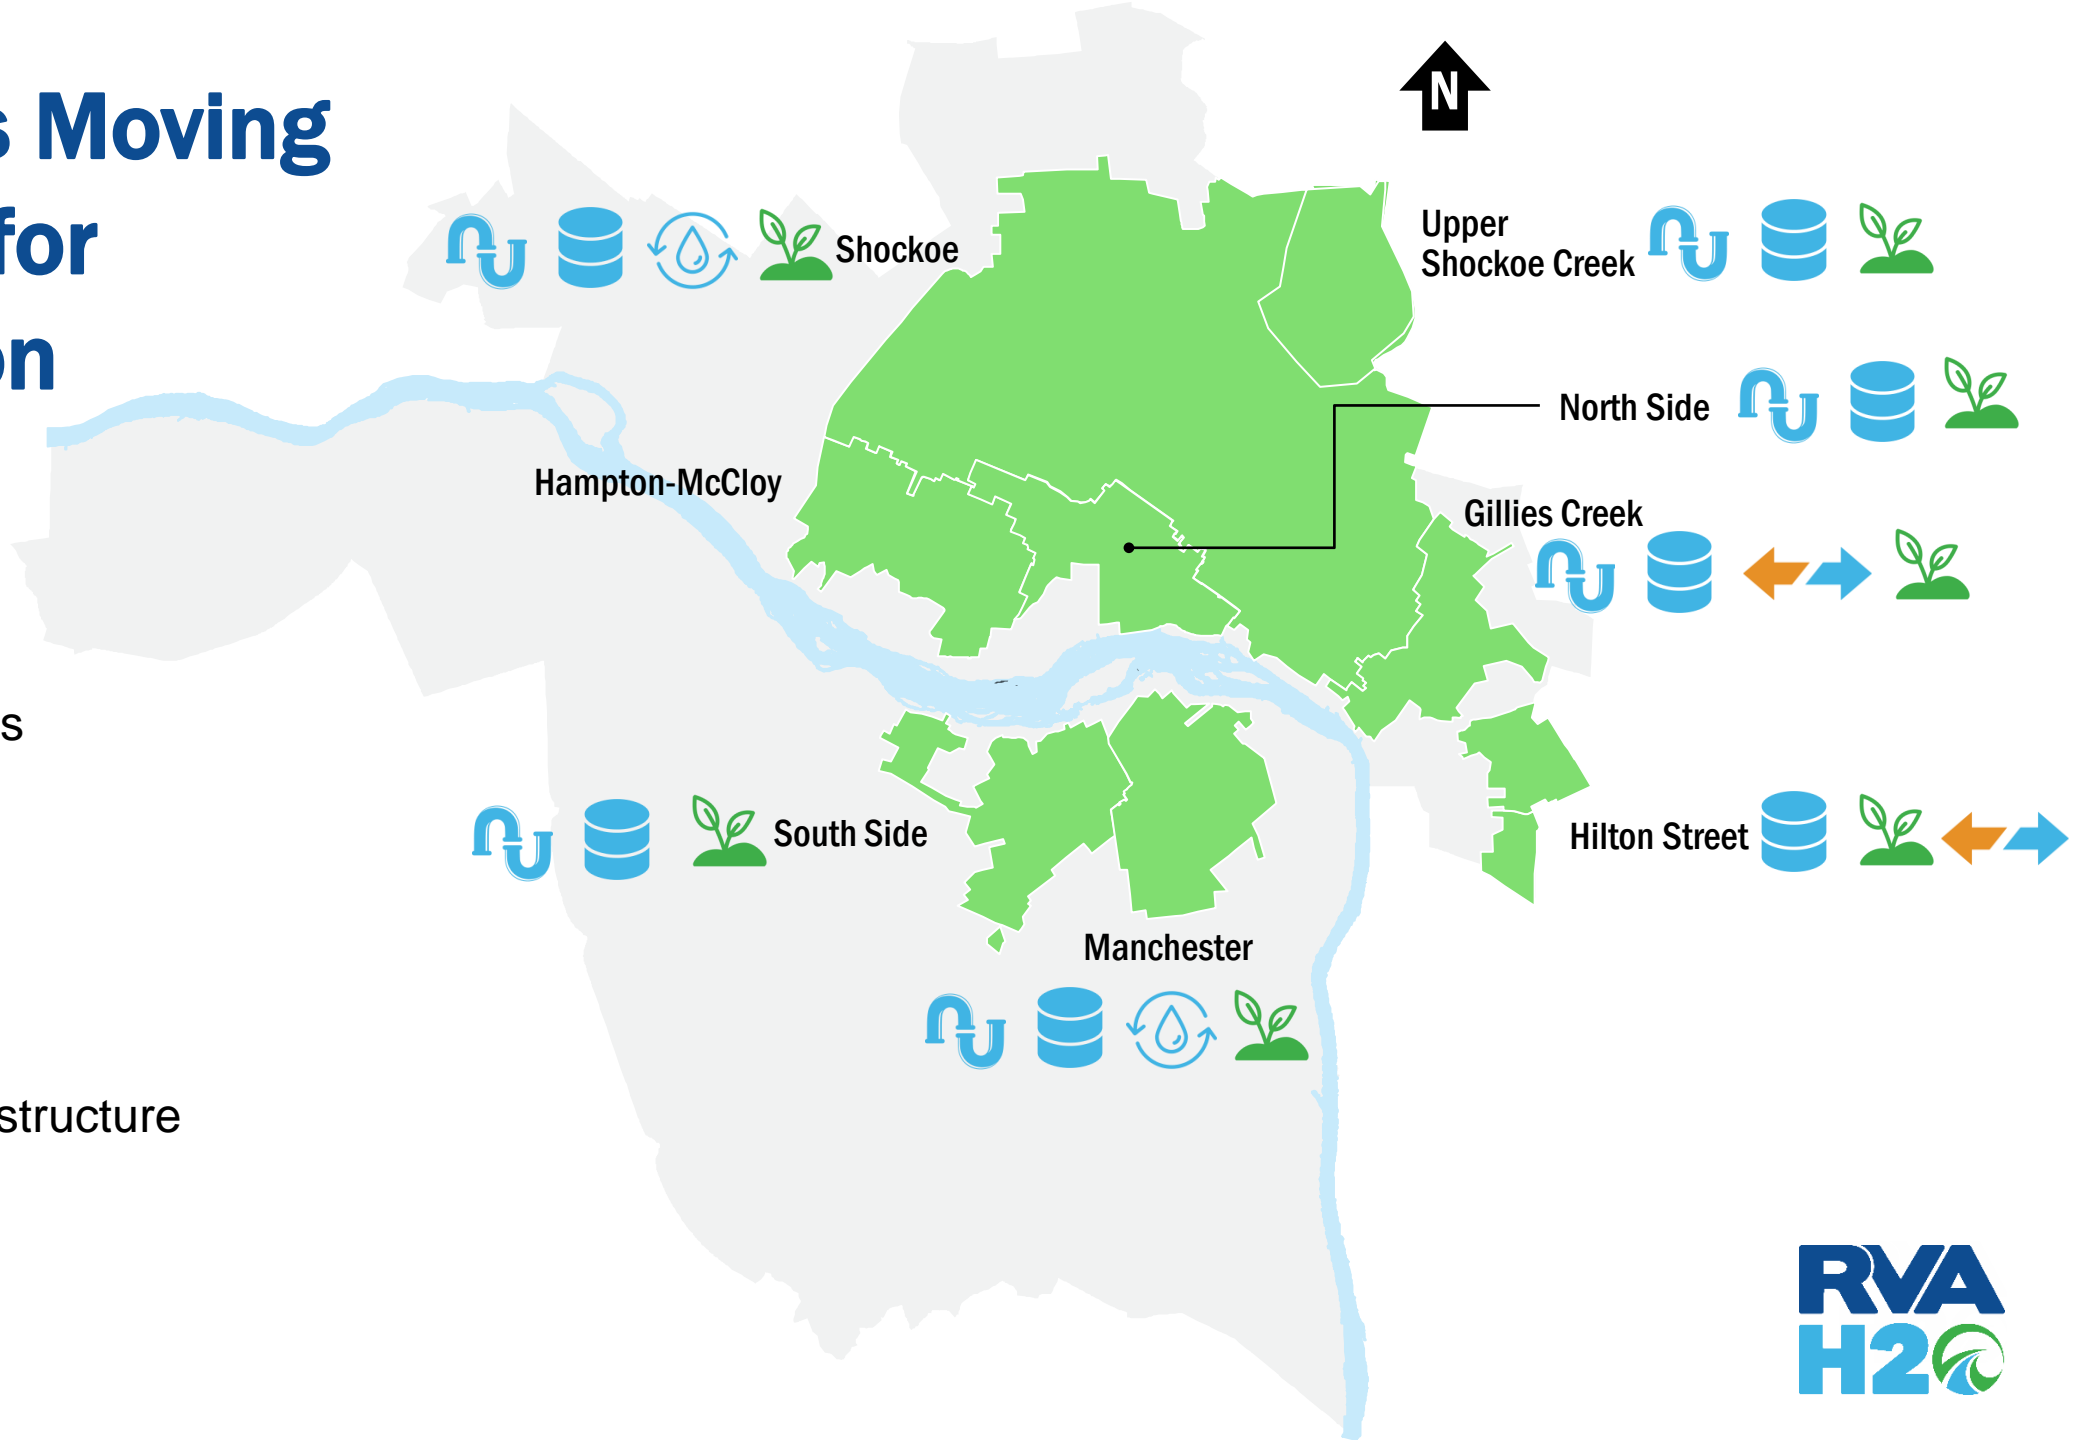 s Moving
for
on
s
structure
N
Shockoe
Upper
Shockoe Creek
North Side
Hampton-McCloy
Gillies Creek
South Side
Hilton Street
Manchester
RVA
H2O